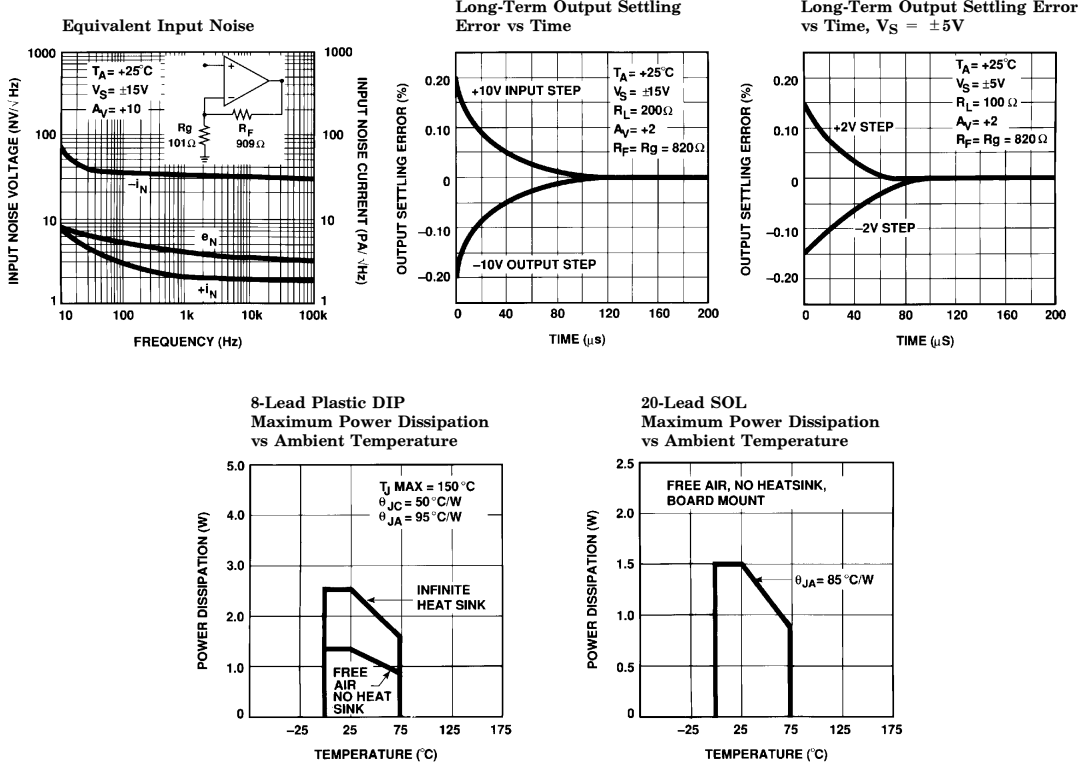 Equivalent Input Noise
1000
100
10
1
INPUT NOISE VOLTAGE (NV/√Hz)
TA = +25°C
VS = ±15V
AV = +10
+
−
Rg
101Ω
RF
909Ω
−iN
eN
+iN
1000
100
10
1
INPUT NOISE CURRENT (PA/√Hz)
10 100 1k 10k 100k
FREQUENCY (Hz)
Long-Term Output Settling
Error vs Time
0.20
0.10
0
−0.10
−0.20
OUTPUT SETTLING ERROR (%)
+10V INPUT STEP
TA = +25°C
VS = ±15V
RL = 200Ω
AV = +2
RF = Rg = 820Ω
−10V OUTPUT STEP
0 40 80 120 160 200
TIME (μs)
Long-Term Output Settling Error
vs Time, VS = ±5V
0.20
0.10
0
−0.10
−0.20
OUTPUT SETTLING ERROR (%)
TA = +25°C
VS = ±5V
RL = 100Ω
AV = +2
RF = Rg = 820Ω
+2V STEP
−2V STEP
0 40 80 120 160 200
TIME (μS)
8-Lead Plastic DIP
Maximum Power Dissipation
vs Ambient Temperature
5.0
4.0
3.0
2.0
1.0
0
POWER DISSIPATION (W)
TJ MAX = 150°C
θJC = 50°C/W
θJA = 95°C/W
INFINITE
HEAT SINK
FREE
AIR
NO HEAT
SINK
−25 25 75 125 175
TEMPERATURE (°C)
20-Lead SOL
Maximum Power Dissipation
vs Ambient Temperature
2.5
2.0
1.5
1.0
0.5
0
POWER DISSIPATION (W)
FREE AIR, NO HEATSINK,
BOARD MOUNT
θJA = 85°C/W
−25 25 75 125 175
TEMPERATURE (°C)